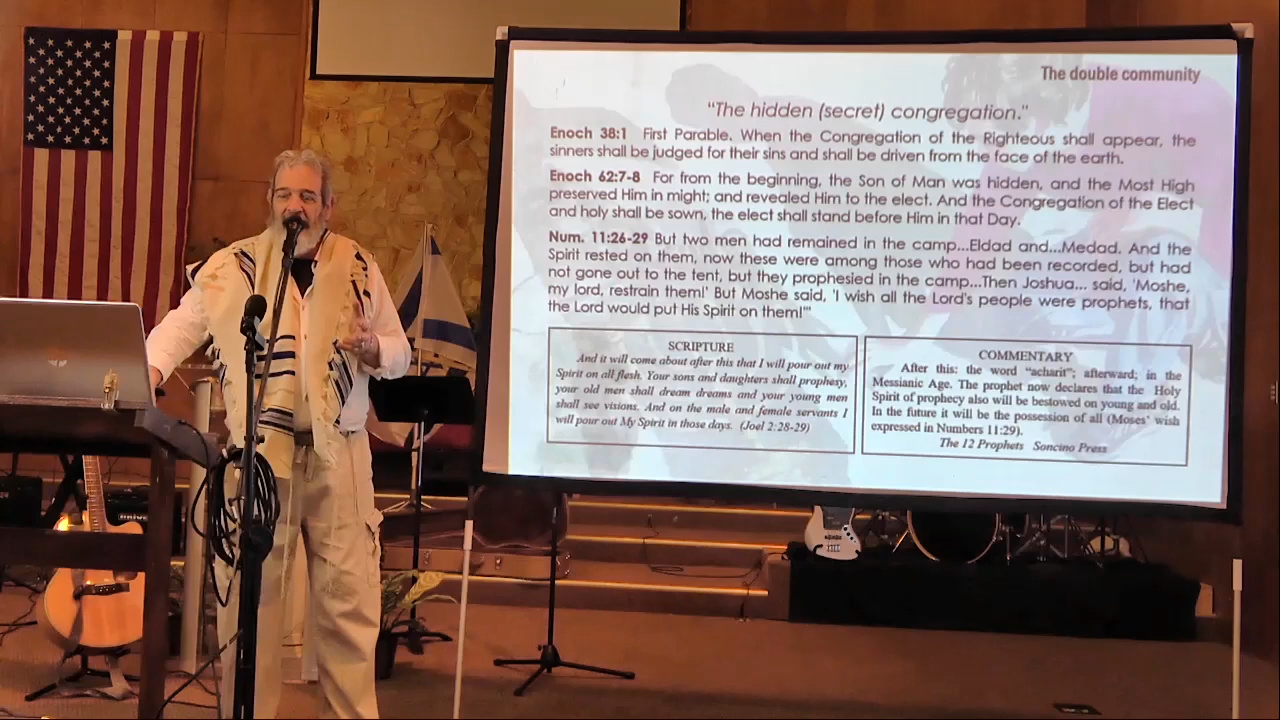 The double community
"The hidden (secret) congregation."
Enoch 38:1 First Parable. When the Congregation of the Righteous shall appear, the
sinners shall be judged for their sins and shall be driven from the face of the earth.
Enoch 62:7-8 For from the beginning, the Son of Man was hidden, and the Most High
preserved Him in might; and revealed Him to the elect. And the Congregation of the Elect
and holy shall be sown, the elect shall stand before Him in that Day.
Num. 11:26-29 But two men had remained in the camp...Eldad and...Medad. And the
Spirit rested on them, now these were among those who had been recorded, but had
not gone out to the tent, but they prophesied in the camp...Then Joshua... said, 'Moshe,
my lord, restrain them!' But Moshe said, 'I wish all the Lord's people were prophets, that
the Lord would put His Spirit on them!'"
SCRIPTURE
And it will come about after this that I will pour out my
Spirit on all flesh. Your sons and daughters shall prophesy,
your old men shall dream dreams and your young men
shall see visions. And on the male and female servants I
will pour out My Spirit in those days. (Joel 2:28-29)
COMMENTARY
After this: the word "acharit"; afterward; in the
Messianic Age. The prophet now declares that the Holy
Spirit of prophecy also will be bestowed on young and old.
In the future it will be the possession of all (Moses' wish
expressed in Numbers 11:29).
The 12 Prophets Soncino Press